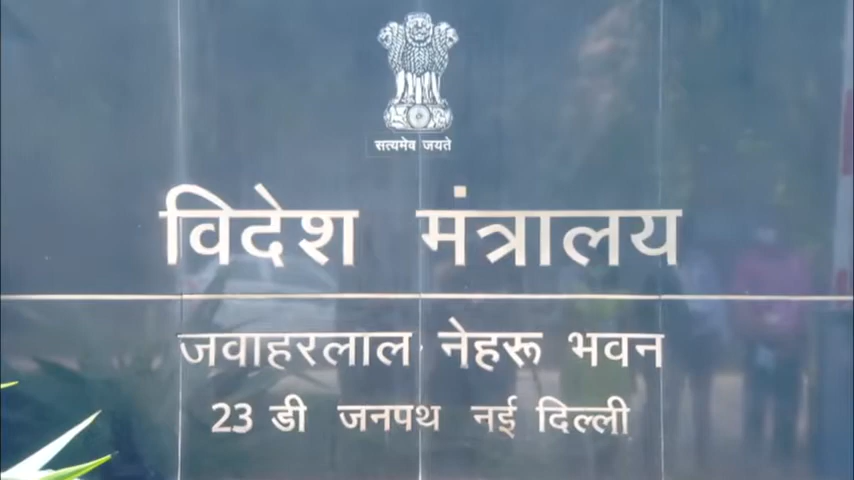 सत्यमेव जयते
विदेश मंत्रालय
जवाहरलाल नेहरू भवन
23 डी जनपथ नई दिल्ली